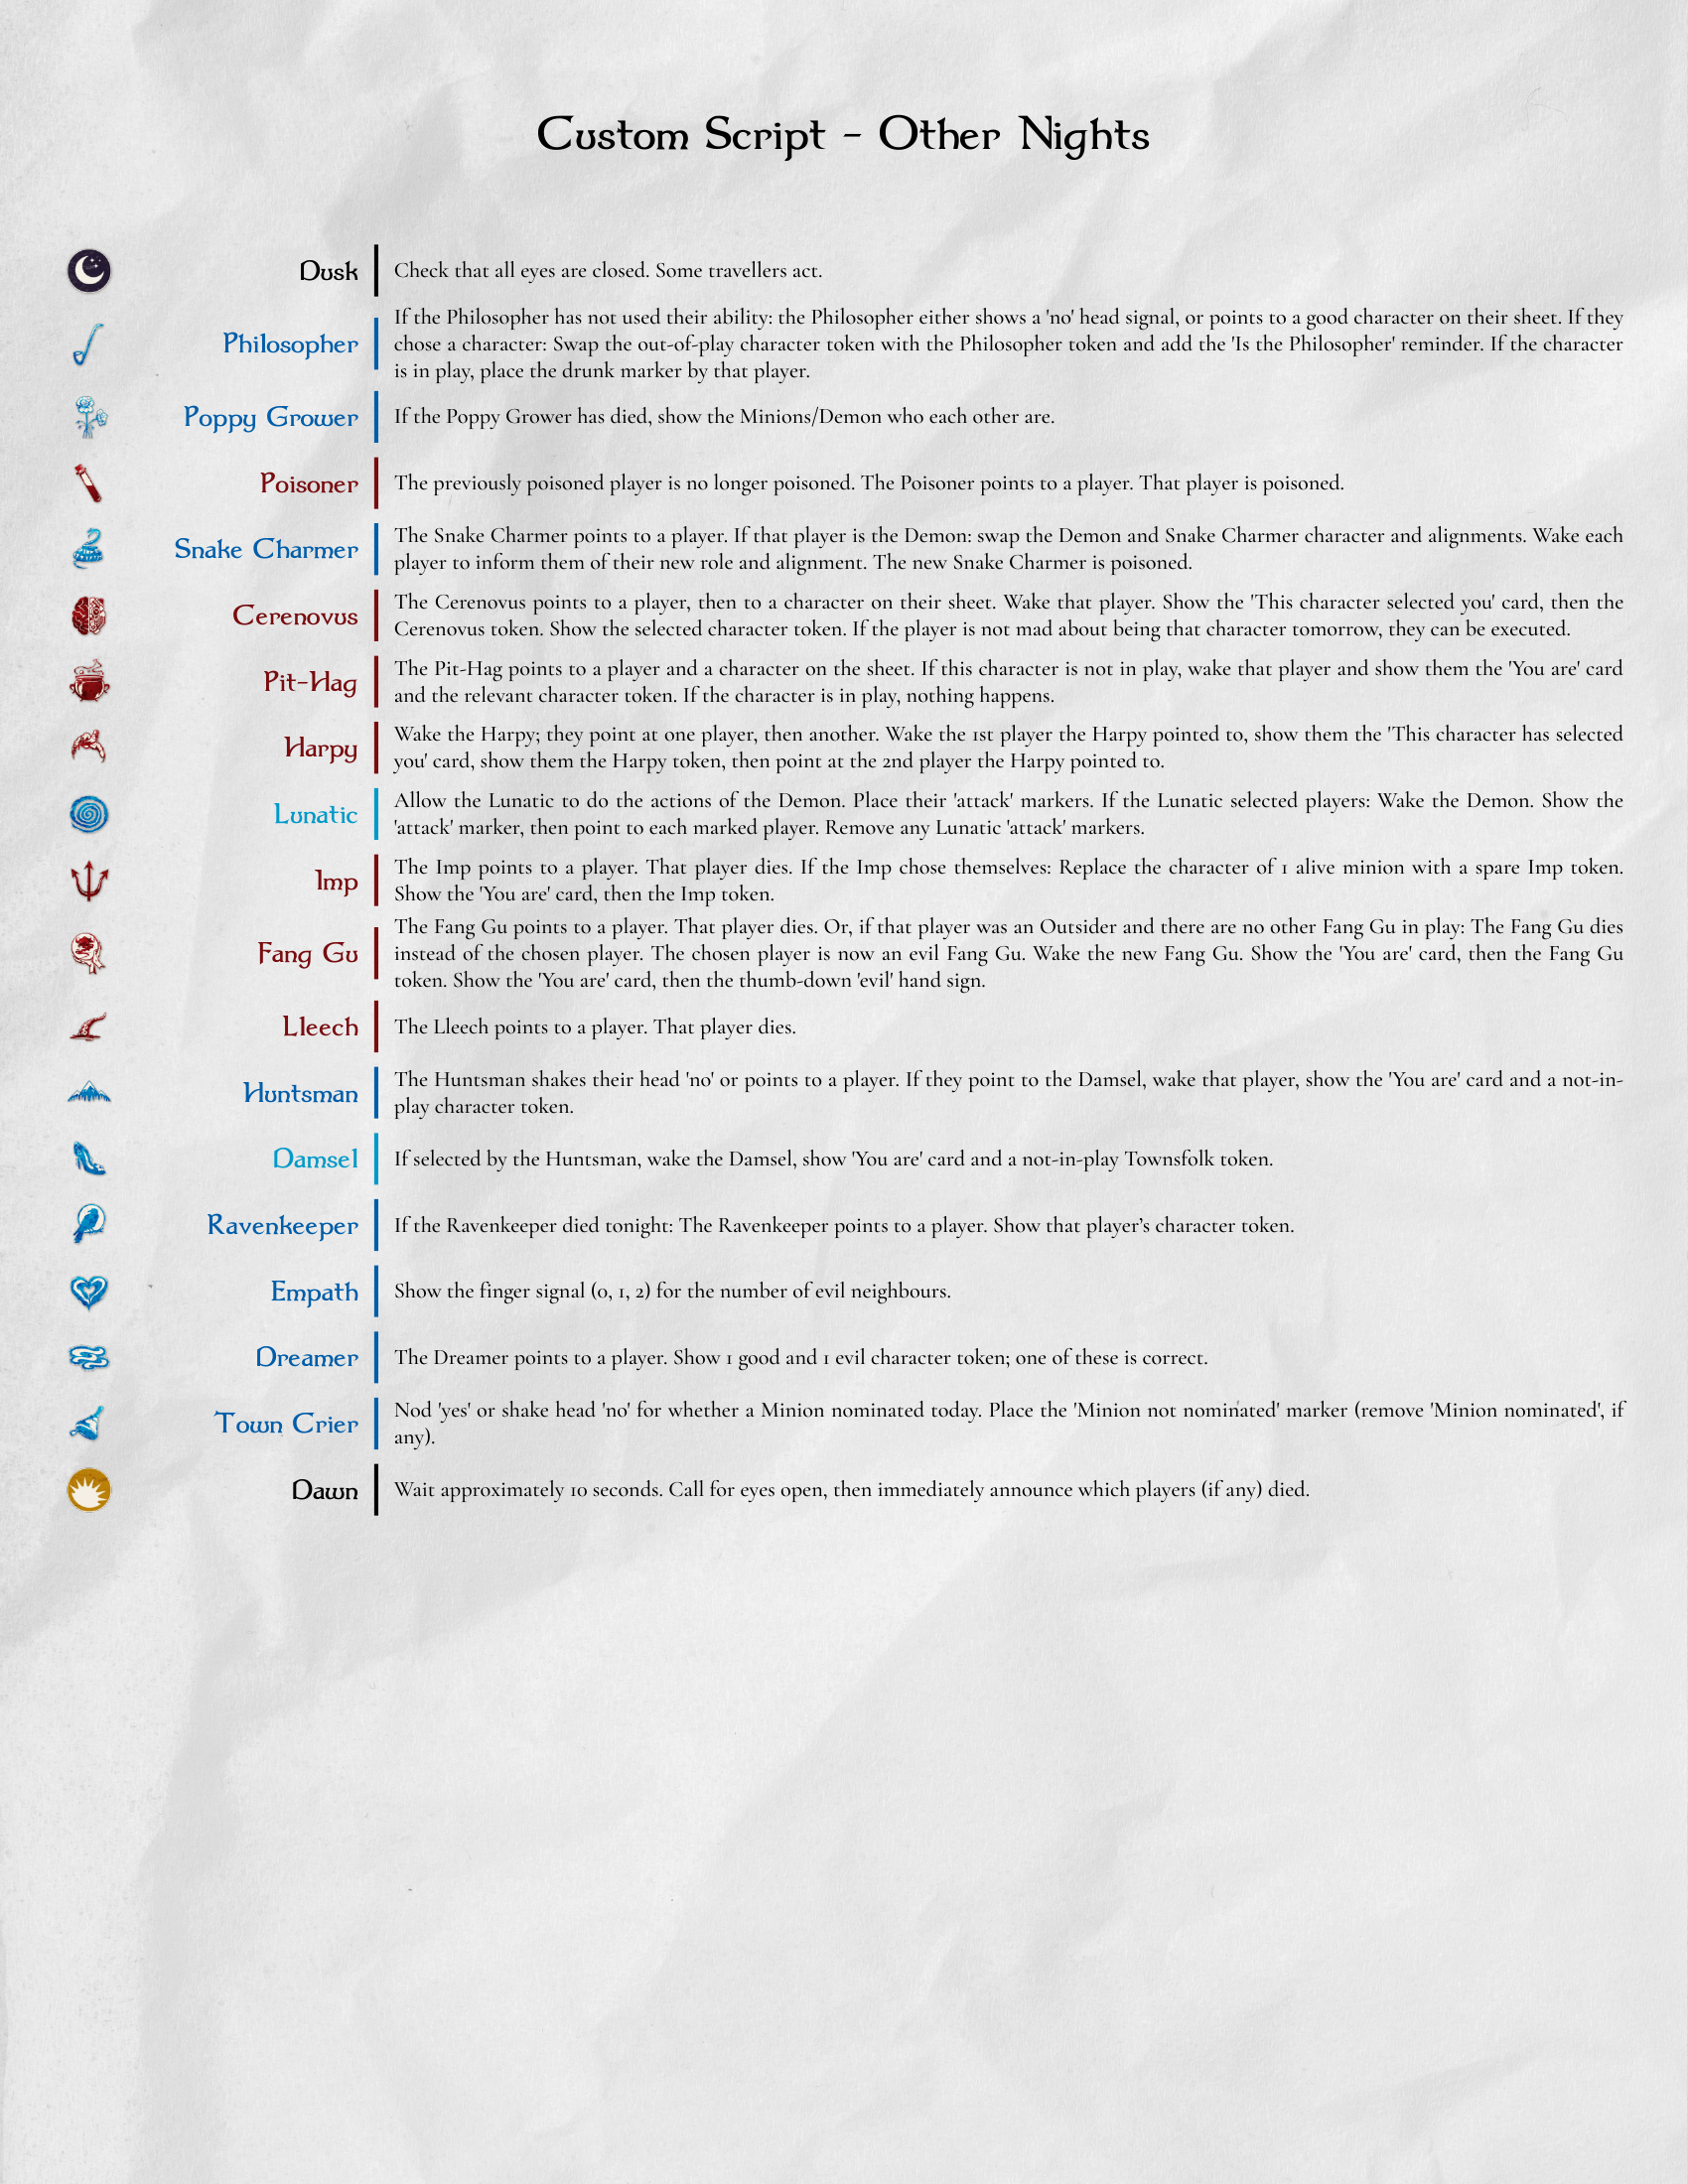 Custom Script - Other Nights
Dusk
Check that all eyes are closed. Some travellers act.
Philosopher
If the Philosopher has not used their ability: the Philosopher either shows a 'no' head signal, or points to a good character on their sheet. If they
chose a character: Swap the out-of-play character token with the Philosopher token and add the 'Is the Philosopher' reminder. If the character
is in play, place the drunk marker by that player.
Poppy Grower
If the Poppy Grower has died, show the Minions/Demon who each other are.
Poisoner
The previously poisoned player is no longer poisoned. The Poisoner points to a player. That player is poisoned.
Snake Charmer
The Snake Charmer points to a player. If that player is the Demon: swap the Demon and Snake Charmer character and alignments. Wake each
player to inform them of their new role and alignment. The new Snake Charmer is poisoned.
Cerenovus
The Cerenovus points to a player, then to a character on their sheet. Wake that player. Show the 'This character selected you' card, then the
Cerenovus token. Show the selected character token. If the player is not mad about being that character tomorrow, they can be executed.
Pit-Hag
The Pit-Hag points to a player and a character on the sheet. If this character is not in play, wake that player and show them the 'You are' card
and the relevant character token. If the character is in play, nothing happens.
Harpy
Wake the Harpy; they point at one player, then another. Wake the 1st player the Harpy pointed to, show them the 'This character has selected
you' card, show them the Harpy token, then point at the 2nd player the Harpy pointed to.
Lunatic
Allow the Lunatic to do the actions of the Demon. Place their 'attack' markers. If the Lunatic selected players: Wake the Demon. Show the
'attack' marker, then point to each marked player. Remove any Lunatic 'attack' markers.
Imp
The Imp points to a player. That player dies. If the Imp chose themselves: Replace the character of 1 alive minion with a spare Imp token.
Show the 'You are' card, then the Imp token.
Fang Gu
The Fang Gu points to a player. That player dies. Or, if that player was an Outsider and there are no other Fang Gu in play: The Fang Gu dies
instead of the chosen player. The chosen player is now an evil Fang Gu. Wake the new Fang Gu. Show the 'You are' card, then the Fang Gu
token. Show the 'You are' card, then the thumb-down 'evil' hand sign.
Lleech
The Lleech points to a player. That player dies.
Huntsman
The Huntsman shakes their head 'no' or points to a player. If they point to the Damsel, wake that player, show the 'You are' card and a not-in-
play character token.
Damsel
If selected by the Huntsman, wake the Damsel, show 'You are' card and a not-in-play Townsfolk token.
Ravenkeeper
If the Ravenkeeper died tonight: The Ravenkeeper points to a player. Show that player's character token.
Empath
Show the finger signal (0, 1, 2) for the number of evil neighbours.
Dreamer
The Dreamer points to a player. Show 1 good and 1 evil character token; one of these is correct.
Town Crier
Nod 'yes' or shake head 'no' for whether a Minion nominated today. Place the 'Minion not nominated' marker (remove 'Minion nominated', if
any).
Dawn
Wait approximately 10 seconds. Call for eyes open, then immediately announce which players (if any) died.